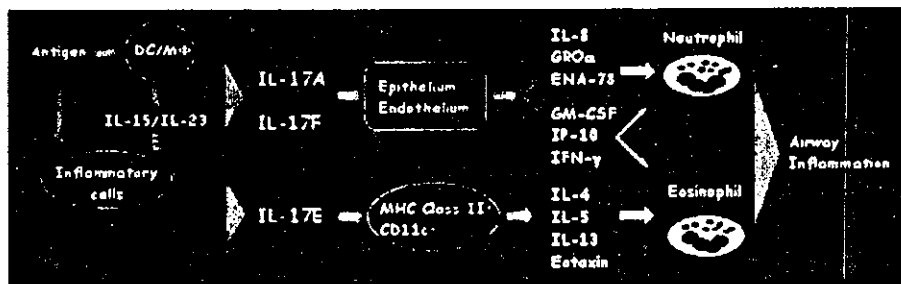 Antigen
DC/MΦ
IL-15/IL-23
Inflammatory
cells
IL-17A
IL-17F
IL-17E
Epithelium
Endothelium
MHC Class II+
CD11c+
IL-8
GROα
ENA-78
GM-CSF
IP-10
IFN-γ
IL-4
IL-5
IL-13
Eotaxin
Neutrophil
Eosinophil
Airway
Inflammation